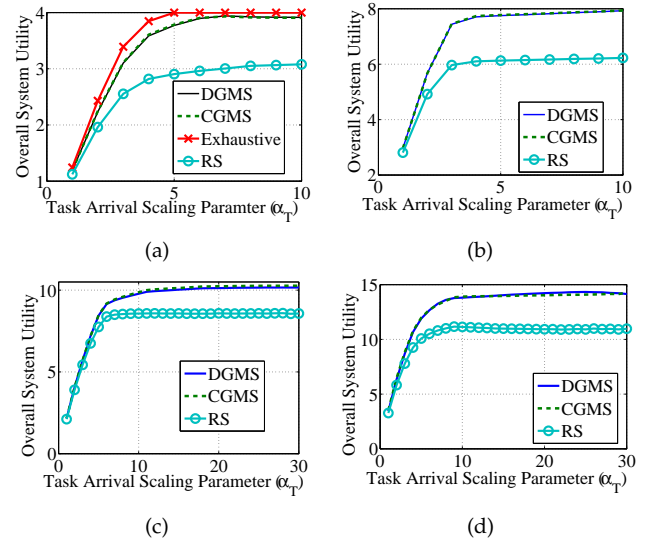 4
3
2
1
0
5
10
Overall System Utility
Task Arrival Scaling Paramter (α_T)
DGMS
CGMS
Exhaustive
RS
(a)
8
6
4
2
0
5
10
Overall System Utility
Task Arrival Scaling Parameter (α_T)
DGMS
CGMS
RS
(b)
10
5
0
0
10
20
30
Overall System Utility
Task Arrival Scaling Parameter (α_T)
DGMS
CGMS
RS
(c)
15
10
5
0
0
10
20
30
Overall System Utility
Task Arrival Scaling Parameter (α_T)
DGMS
CGMS
RS
(d)